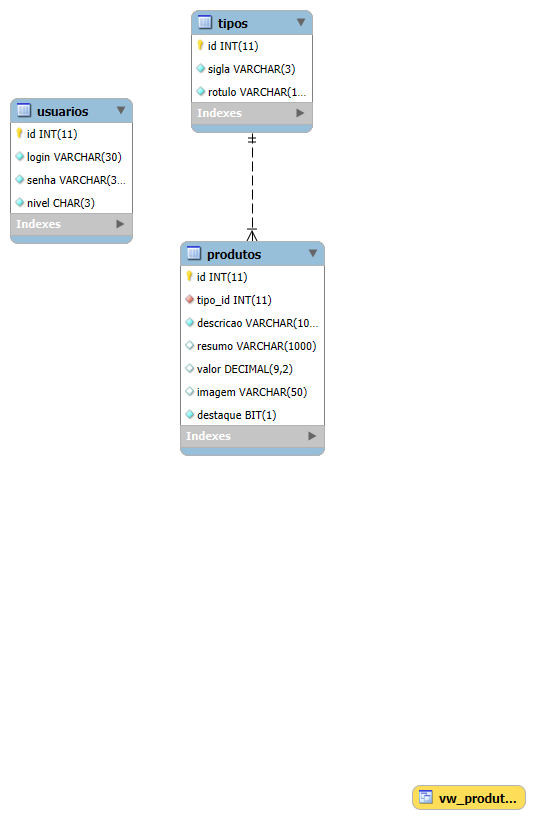 tipos
id INT(11)
sigla VARCHAR(3)
rotulo VARCHAR(1...
Indexes
usuarios
id INT(11)
login VARCHAR(30)
senha VARCHAR(3...
nivel CHAR(3)
Indexes
produtos
id INT(11)
tipo_id INT(11)
descricao VARCHAR(10...
resumo VARCHAR(1000)
valor DECIMAL(9,2)
imagem VARCHAR(50)
destaque BIT(1)
Indexes
vw_produt...